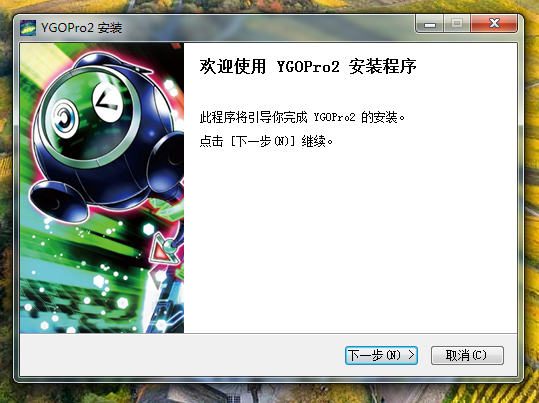 YGOPro2 安装
欢迎使用 YGOPro2 安装程序
此程序将引导你完成 YGOPro2 的安装。
点击 [下一步(N)] 继续。
下一步(N) >
取消(C)